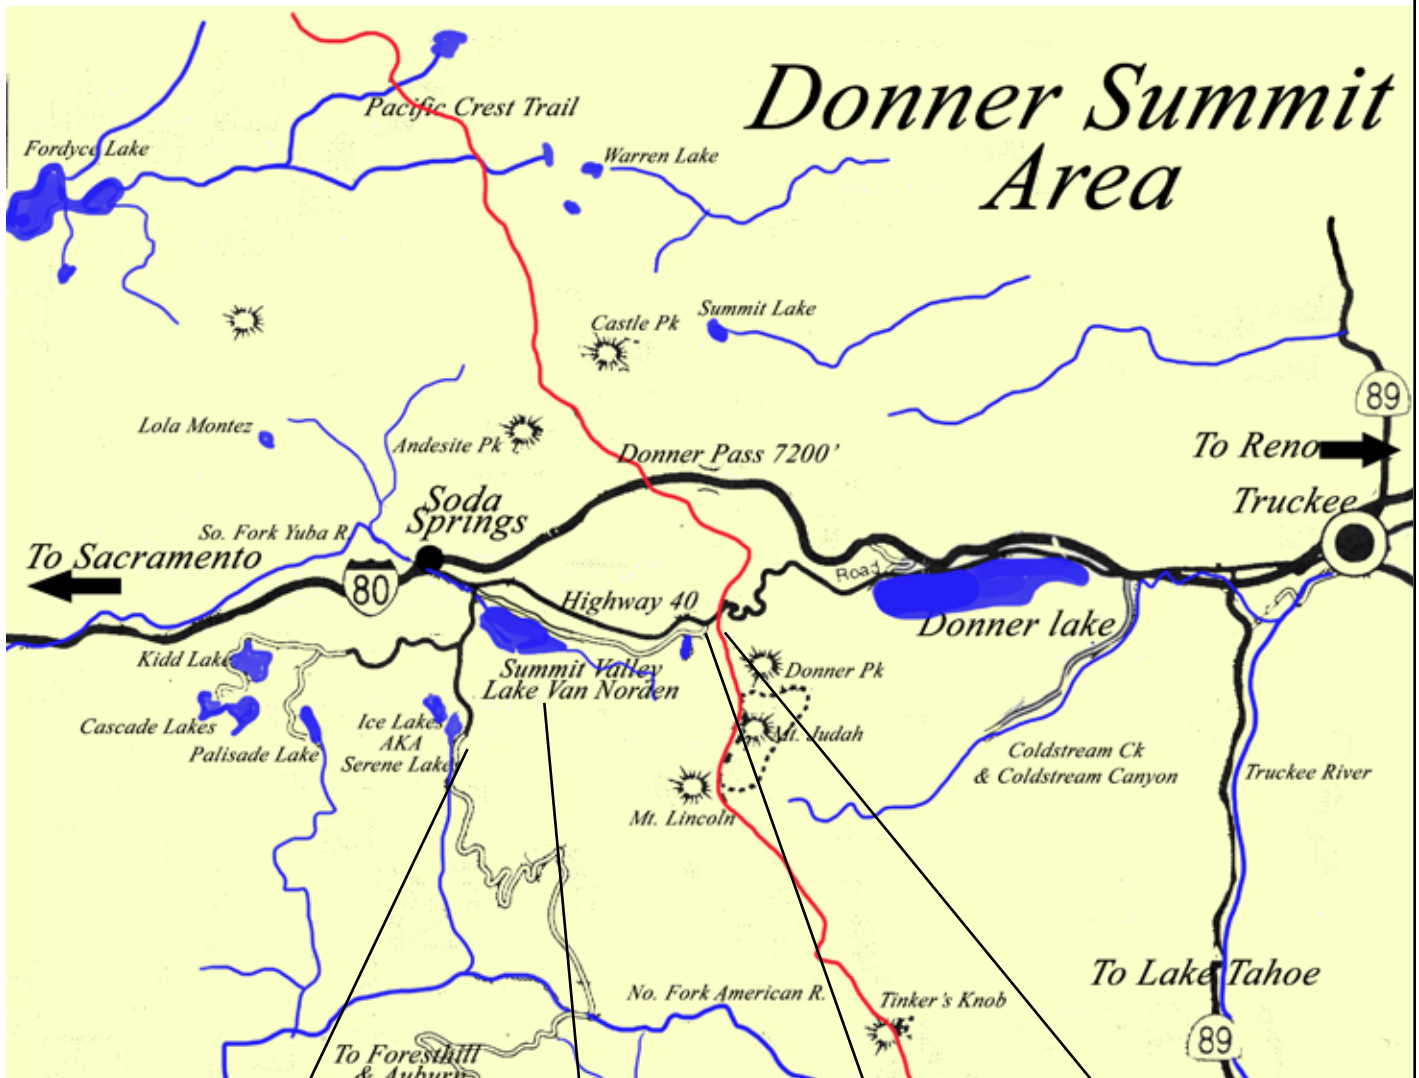 Donner Summit
Area
Pacific Crest Trail
Fordyce Lake
Warren Lake
Summit Lake
Castle Pk
89
Lola Montez
Andesite Pk
Donner Pass 7200'
To Reno
Truckee
Soda
Springs
So. Fork Yuba R.
To Sacramento
80
Road
Highway 40
Donner lake
Kidd Lake
Summit Valley
Lake Van Norden
Donner Pk
Cascade Lakes
Palisade Lake
Ice Lakes
AKA
Serene Lakes
Mt. Judah
Coldstream Ck
& Coldstream Canyon
Truckee River
Mt. Lincoln
To Lake Tahoe
No. Fork American R.
Tinker's Knob
89
To Foresthill
& Auburn